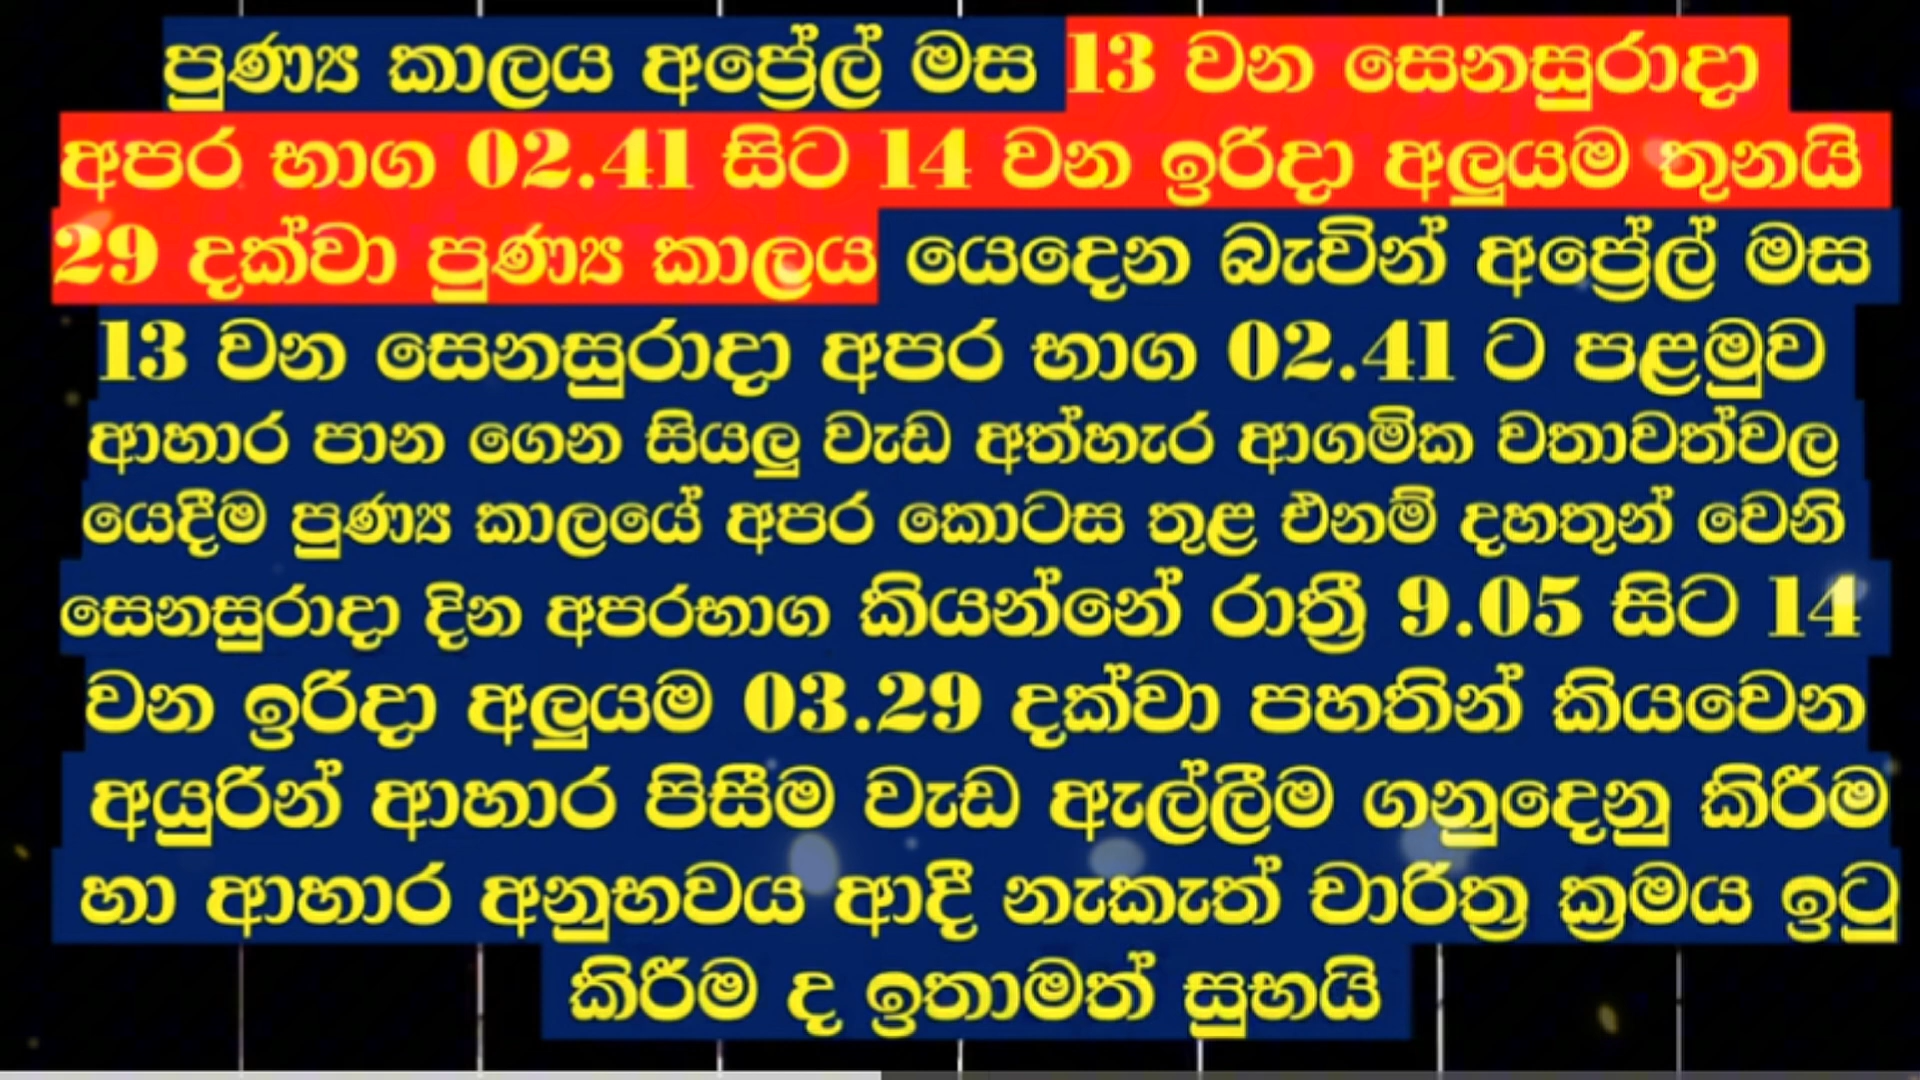 පුණ්‍ය කාලය අප්‍රේල් මස 13 වන සෙනසුරාදා
අපර භාග 02.41 සිට 14 වන ඉරිදා අලුයම තුනයි
29 දක්වා පුණ්‍ය කාලය යෙදෙන බැවින් අප්‍රේල් මස
13 වන සෙනසුරාදා අපර භාග 02.41 ට පළමුව
ආහාර පාන ගෙන සියලු වැඩ අත්හැර ආගමික වතාවත්වල
යෙදීම පුණ්‍ය කාලයේ අපර කොටස තුළ එනම් දහතුන් වෙනි
සෙනසුරාදා දින අපරභාග කියන්නේ රාත්‍රී 9.05 සිට 14
වන ඉරිදා අලුයම 03.29 දක්වා පහතින් කියවෙන
අයුරින් ආහාර පිසීම වැඩ ඇල්ලීම ගනුදෙනු කිරීම
හා ආහාර අනුභවය ආදී නැකැත් චාරිත්‍ර ක්‍රමය ඉටු
කිරීම ද ඉතාමත් සුභයි